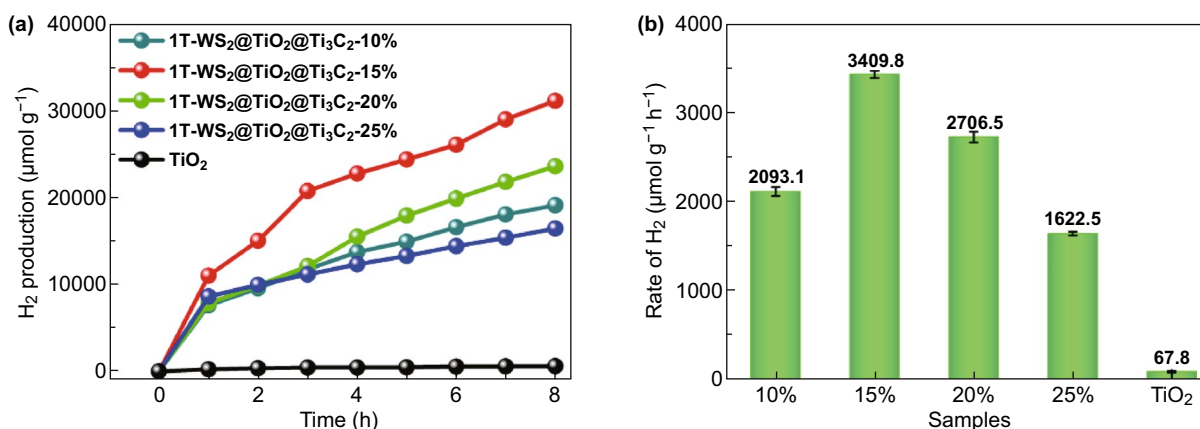 (a)
H₂ production (μmol g⁻¹)
40000
30000
20000
10000
0
1T-WS₂@TiO₂@Ti₃C₂-10%
1T-WS₂@TiO₂@Ti₃C₂-15%
1T-WS₂@TiO₂@Ti₃C₂-20%
1T-WS₂@TiO₂@Ti₃C₂-25%
TiO₂
0 2 4 6 8
Time (h)
(b)
Rate of H₂ (μmol g⁻¹ h⁻¹)
4000
3000
2000
1000
0
2093.1
3409.8
2706.5
1622.5
67.8
10% 15% 20% 25% TiO₂
Samples